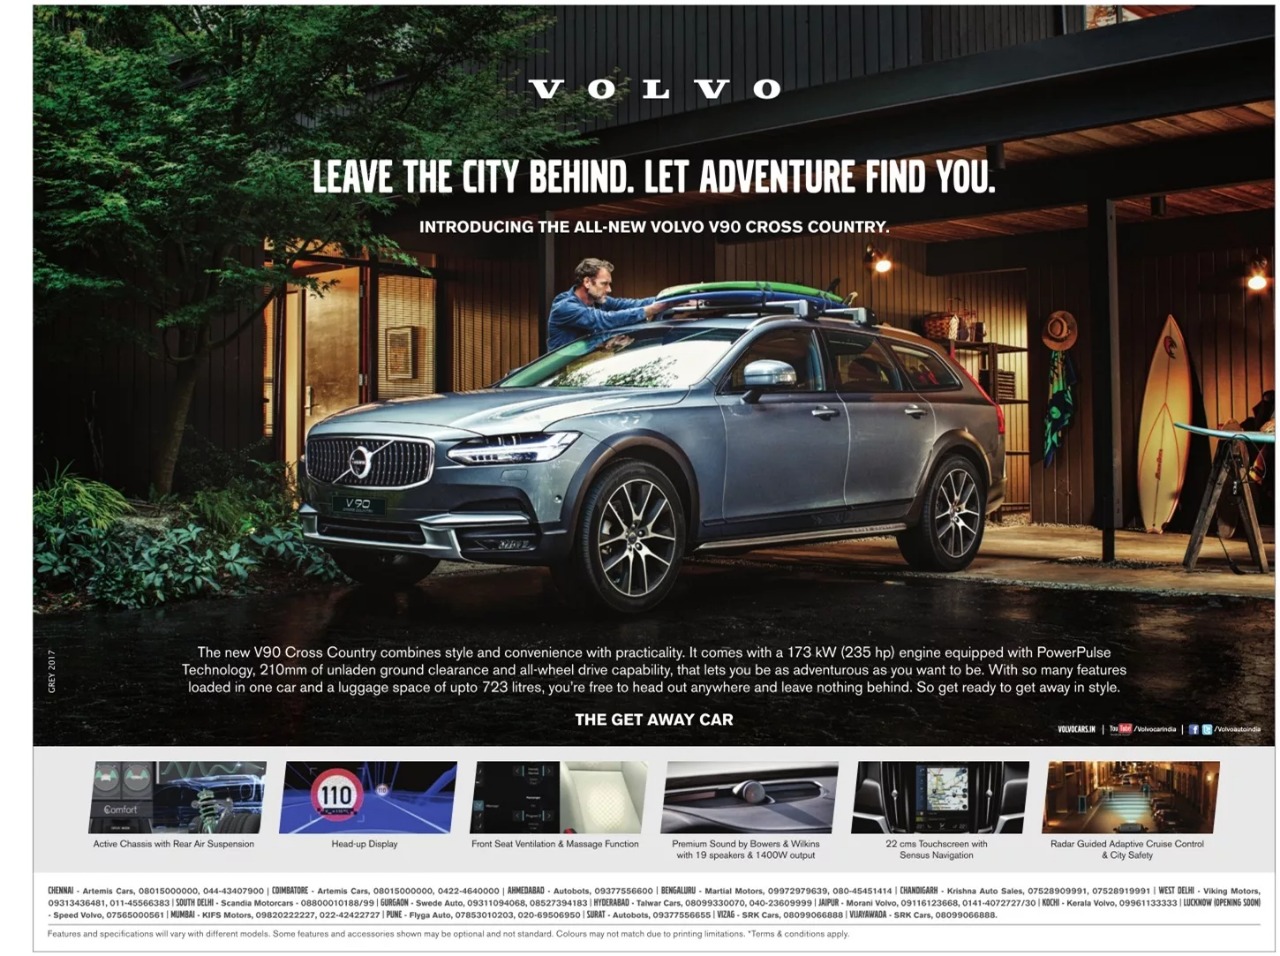 VOLVO
LEAVE THE CITY BEHIND. LET ADVENTURE FIND YOU.
INTRODUCING THE ALL-NEW VOLVO V90 CROSS COUNTRY.
V90
CROSS COUNTRY
GREY 2017
The new V90 Cross Country combines style and convenience with practicality. It comes with a 173 kW (235 hp) engine equipped with PowerPulse
Technology, 210mm of unladen ground clearance and all-wheel drive capability, that lets you be as adventurous as you want to be. With so many features
loaded in one car and a luggage space of upto 723 litres, you're free to head out anywhere and leave nothing behind. So get ready to get away in style.
THE GET AWAY CAR
VOLVOCARS.IN | YouTube /Volvocarindia | /Volvoautoindia
Comfort
110
Active Chassis with Rear Air Suspension
Head-up Display
Front Seat Ventilation & Massage Function
Premium Sound by Bowers & Wilkins
with 19 speakers & 1400W output
22 cms Touchscreen with
Sensus Navigation
Radar Guided Adaptive Cruise Control
& City Safety
CHENNAI - Artemis Cars, 08015000000, 044-43407900 | COIMBATORE - Artemis Cars, 08015000000, 0422-4640000 | AHMEDABAD - Autobots, 09377556600 | BENGALURU - Martial Motors, 09972979639, 080-45451414 | CHANDIGARH - Krishna Auto Sales, 07528909991, 07528919991 | WEST DELHI - Viking Motors,
09313436481, 011-45566383 | SOUTH DELHI - Scandia Motorcars - 08800010188/99 | GURGAON - Swede Auto, 09311094068, 08527394183 | HYDERABAD - Talwar Cars, 08099330070, 040-23609999 | JAIPUR - Morani Volvo, 09116123668, 0141-4072727/30 | KOCHI - Kerala Volvo, 09961133333 | LUCKNOW (OPENING SOON)
- Speed Volvo, 07565000561 | MUMBAI - KIFS Motors, 09820222227, 022-42422727 | PUNE - Flyga Auto, 07853010203, 020-69506950 | SURAT - Autobots, 09377556655 | VIZAG - SRK Cars, 08099066888 | VIJAYAWADA - SRK Cars, 08099066888.
Features and specifications will vary with different models. Some features and accessories shown may be optional and not standard. Colours may not match due to printing limitations. *Terms & conditions apply.